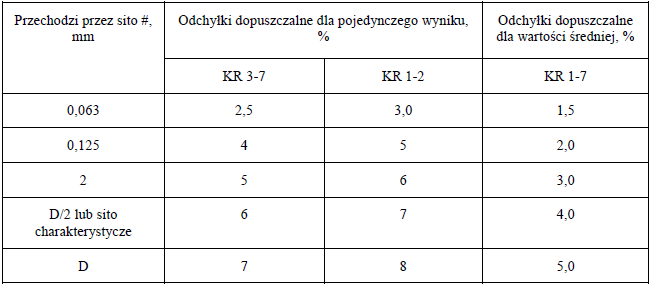 Przechodzi przez sito #, mm
Odchyłki dopuszczalne dla pojedynczego wyniku, %
Odchyłki dopuszczalne dla wartości średniej, %
KR 3-7
KR 1-2
KR 1-7
0,063
2,5
3,0
1,5
0,125
4
5
2,0
2
5
6
3,0
D/2 lub sito charakterystycze
6
7
4,0
D
7
8
5,0